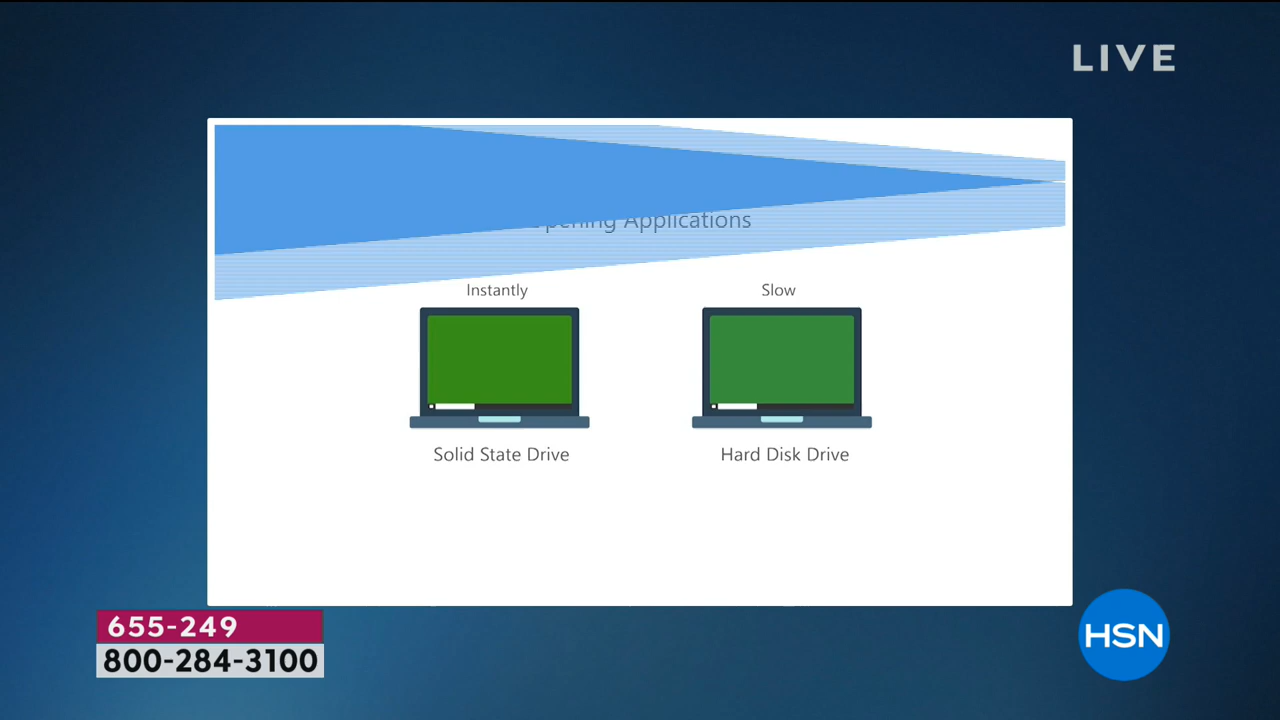 LIVE
Applications
Instantly
Slow
Solid State Drive
Hard Disk Drive
655-249
800-284-3100
HSN